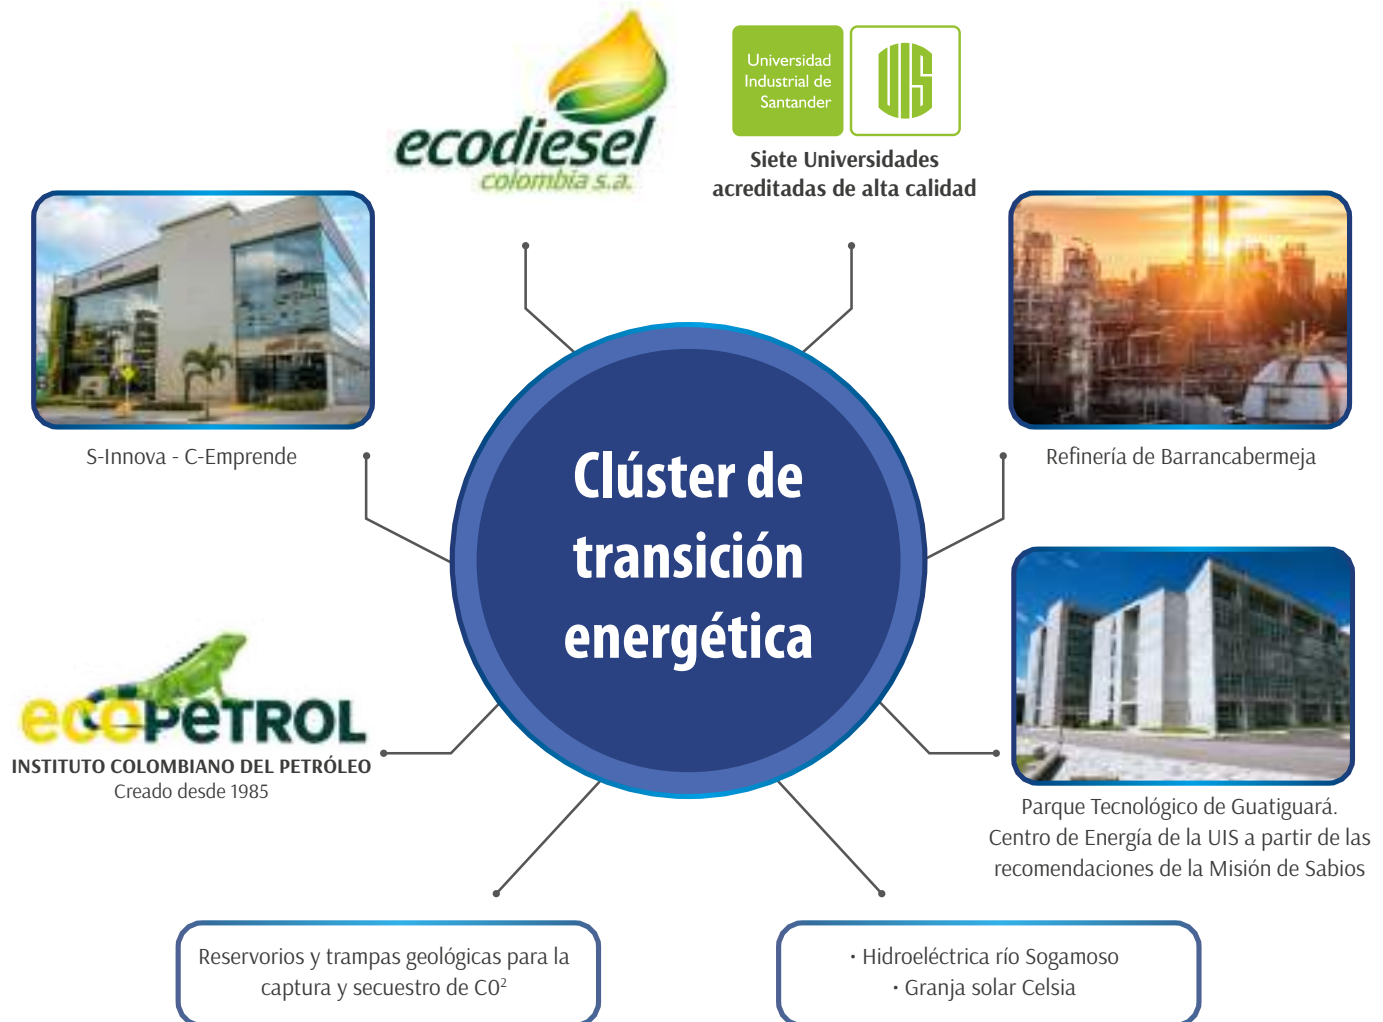 ecodiesel
colombia s.a.
Universidad
Industrial de
Santander
UIS
Siete Universidades
acreditadas de alta calidad
S-Innova - C-Emprende
Refinería de Barrancabermeja
Clúster de
transición
energética
ecopetrol
INSTITUTO COLOMBIANO DEL PETRÓLEO
Creado desde 1985
Parque Tecnológico de Guatiguará.
Centro de Energía de la UIS a partir de las
recomendaciones de la Misión de Sabios
Reservorios y trampas geológicas para la
captura y secuestro de C0²
· Hidroeléctrica río Sogamoso
· Granja solar Celsia